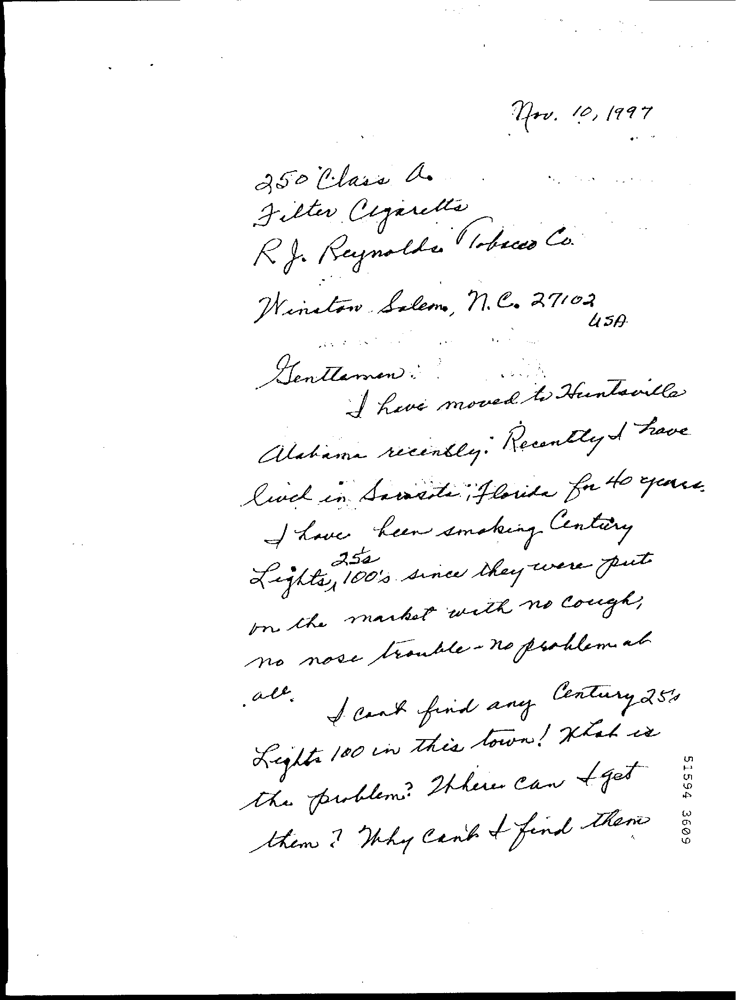 Nov. 10, 1997
250 Class A.
Filter Cigaretts
R.J. Reynolds Tobacco Co.
Winston Salem, N.C. 27102
USA
Gentlemen:
I have moved to Huntsville
Alabama recently. Recently I have
lived in Sarasota, Florida for 40 years.
I have been smoking Century
25s
Lights, 100's since they were put
on the market with no cough,
no nose trouble - no problem at
all.
I can't find any Century 25s
Lights 100 in this town! What is
the problem? Where can I get
them? Why can't I find them
51594 3609